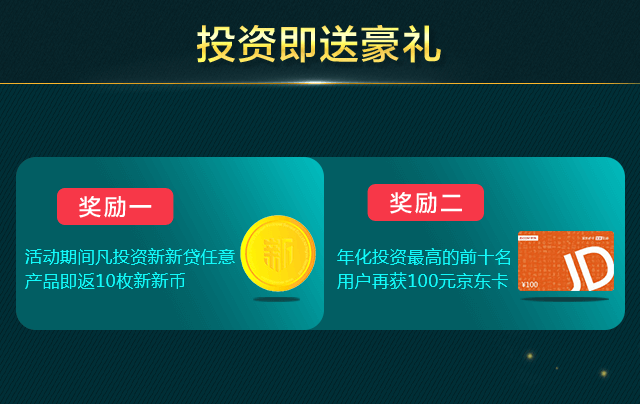 投资即送豪礼
奖励一
活动期间凡投资新新贷任意
产品即返10枚新新币
新
奖励二
年化投资最高的前十名
用户再获100元京东卡
JD
¥100